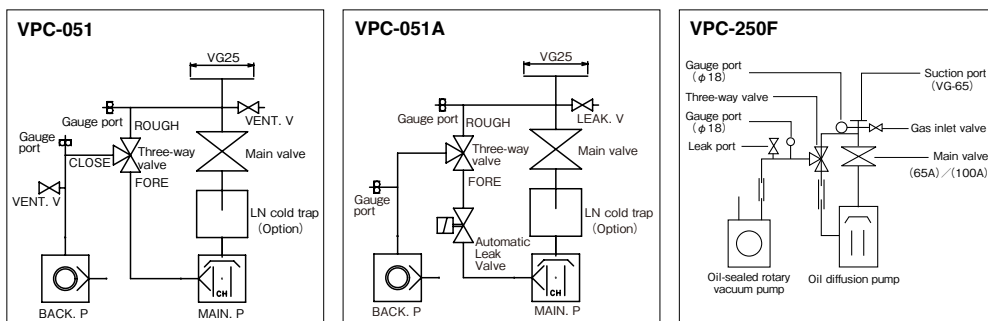 VPC-051
VG25
Gauge port
ROUGH
VENT. V
Gauge
port
CLOSE
Three-way
valve
Main valve
FORE
VENT. V
LN cold trap
(Option)
CH
BACK. P
MAIN. P
VPC-051A
VG25
Gauge port
ROUGH
LEAK. V
Three-way
valve
Main valve
FORE
Gauge
port
LN cold trap
(Option)
Automatic
Leak
Valve
CH
BACK. P
MAIN. P
VPC-250F
Gauge port
(φ18)
Suction port
(VG-65)
Three-way valve
Gauge port
(φ18)
Gas inlet valve
Leak port
Main valve
(65A)/(100A)
Oil-sealed rotary
vacuum pump
Oil diffusion pump